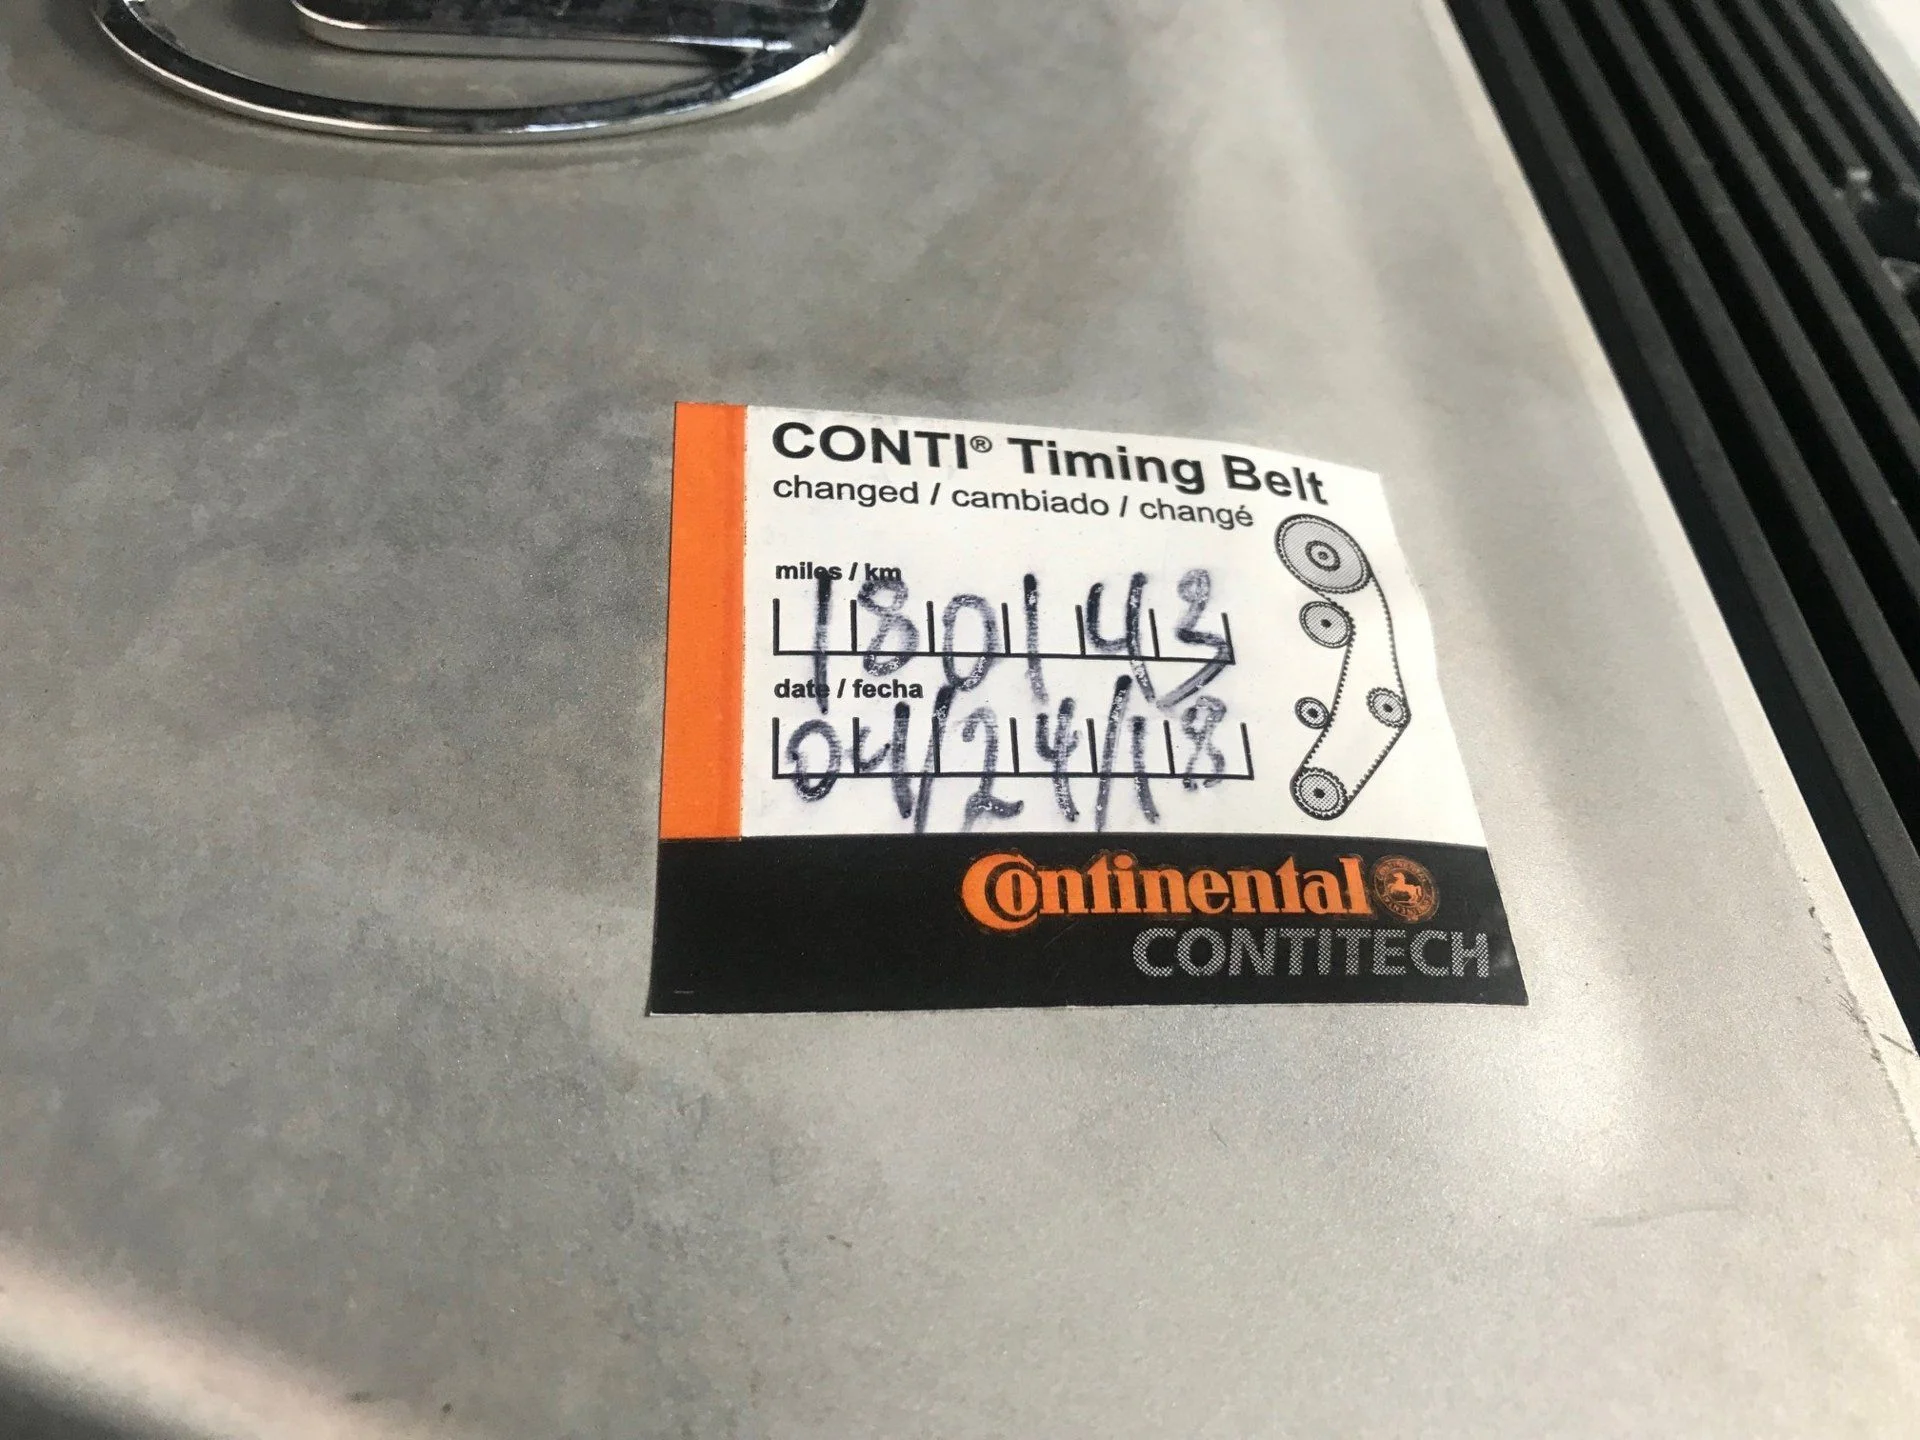 CONTI® Timing Belt
changed / cambiado / changé
miles / km
180143
date / fecha
04/24/18
Continental
CONTITECH